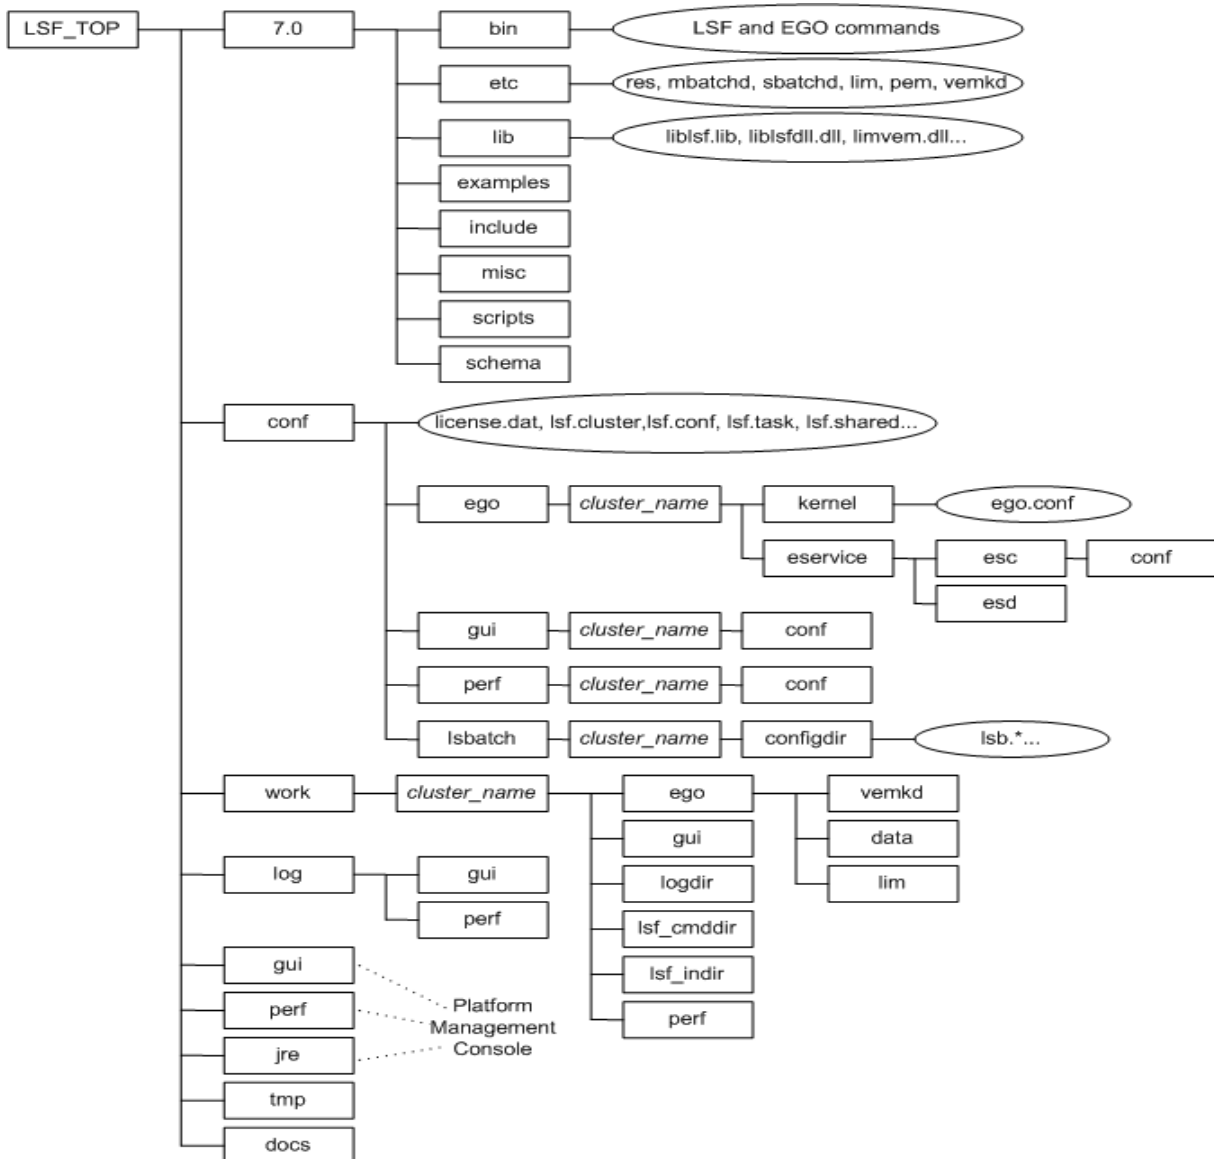 LSF_TOP
7.0
bin
LSF and EGO commands
etc
res, mbatchd, sbatchd, lim, pem, vemkd
lib
liblsf.lib, liblsfdll.dll, limvem.dll...
examples
include
misc
scripts
schema
conf
license.dat, lsf.cluster,lsf.conf, lsf.task, lsf.shared...
ego
cluster_name
kernel
ego.conf
eservice
esc
conf
esd
gui
cluster_name
conf
perf
cluster_name
conf
lsbatch
cluster_name
configdir
lsb.*...
work
cluster_name
ego
vemkd
gui
data
logdir
lim
lsf_cmddir
lsf_indir
perf
log
gui
perf
gui
perf
jre
Platform
Management
Console
tmp
docs